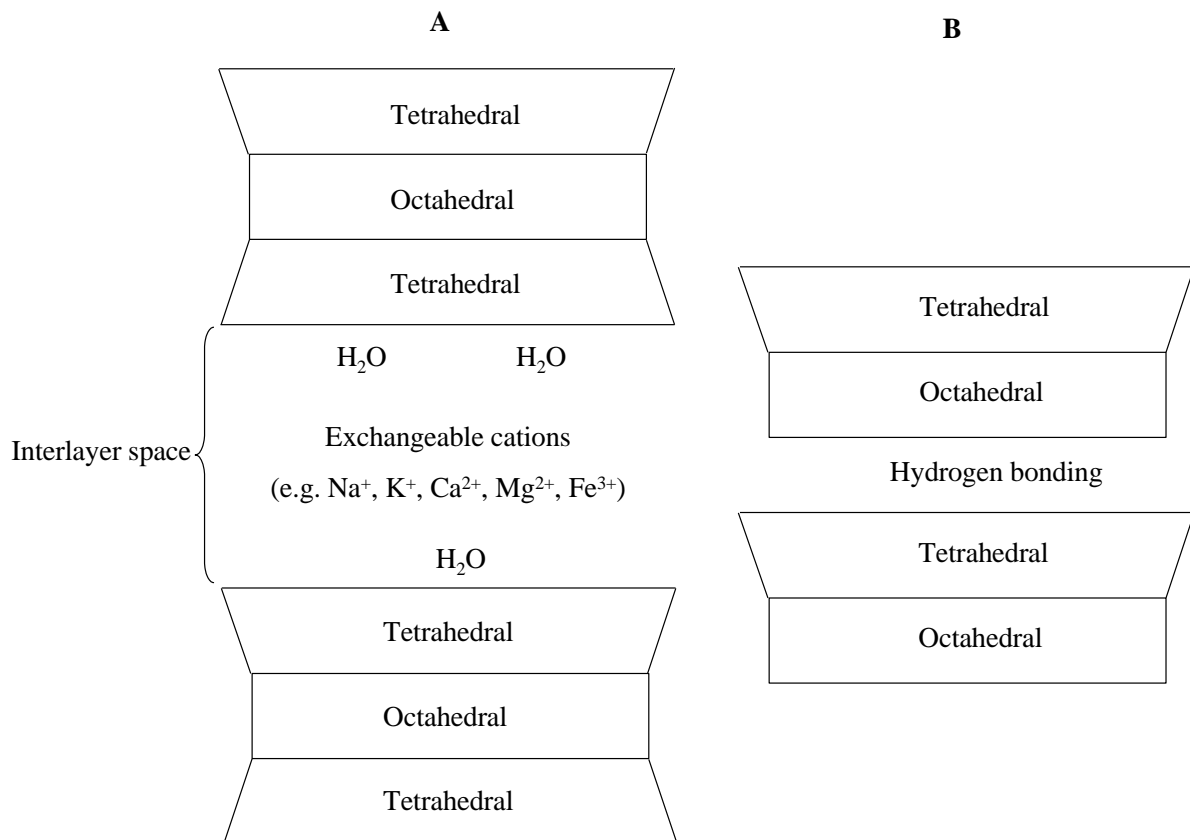 A
Tetrahedral
Octahedral
Tetrahedral
H₂O H₂O
Interlayer space
Exchangeable cations
(e.g. Na⁺, K⁺, Ca²⁺, Mg²⁺, Fe³⁺)
H₂O
Tetrahedral
Octahedral
Tetrahedral
B
Tetrahedral
Octahedral
Hydrogen bonding
Tetrahedral
Octahedral